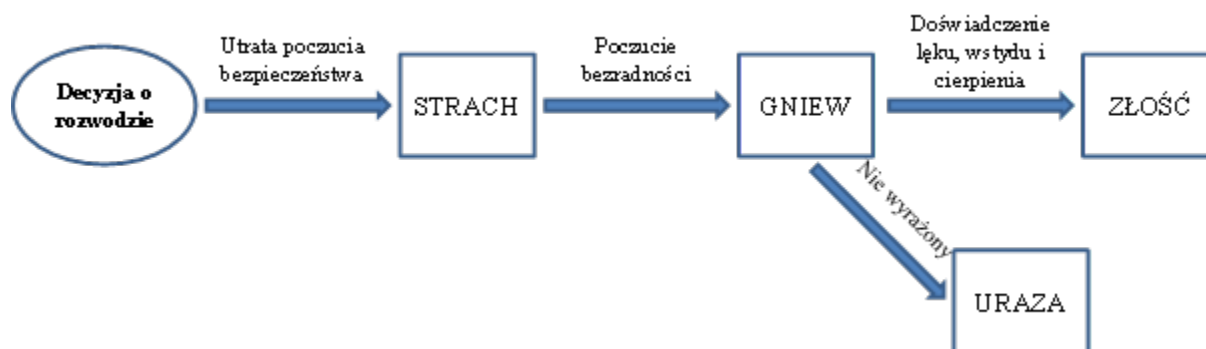 Decyzja o
rozwodzie
Utrata poczucia
bezpieczeństwa
STRACH
Poczucie
bezradności
GNIEW
Doświadczenie
lęku, wstydu i
cierpienia
ZŁOŚĆ
Nie wyrażony
URAZA